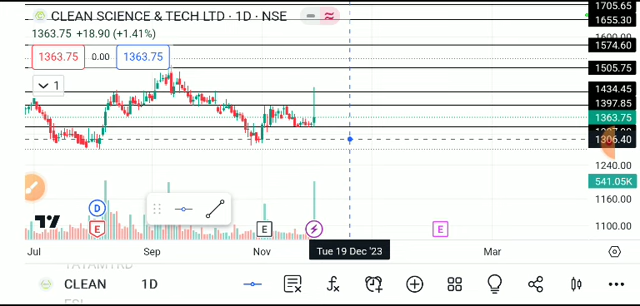 CLEAN SCIENCE & TECH LTD · 1D · NSE
1363.75 +18.90 (+1.41%)
1363.75 0.00 1363.75
1
1705.65
1655.30
1600.00
1574.60
1505.75
1434.45
1397.85
1363.75
1306.40
1240.00
541.05K
1160.00
1100.00
D
E E E
Jul Sep Nov Tue 19 Dec '23 Mar
CLEAN 1D